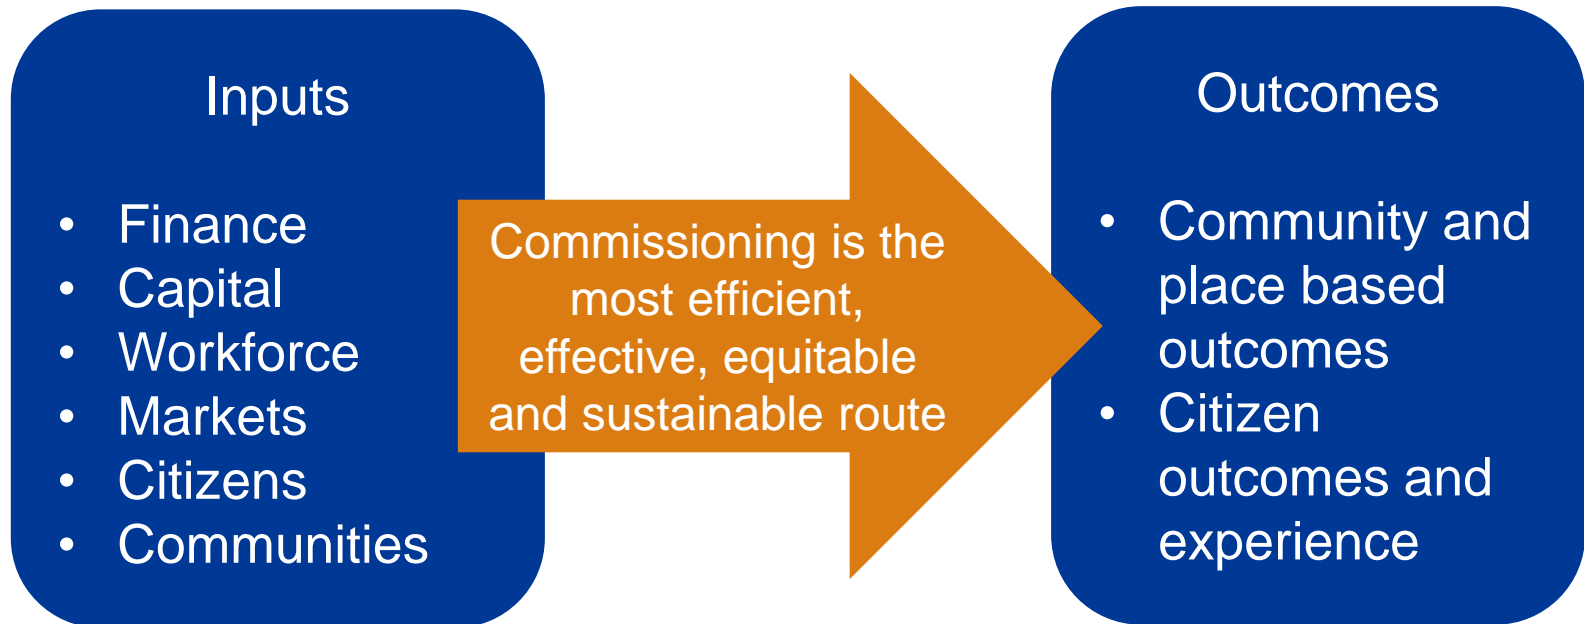 Inputs
• Finance
• Capital
• Workforce
• Markets
• Citizens
• Communities
Commissioning is the
most efficient,
effective, equitable
and sustainable route
Outcomes
• Community and
place based
outcomes
• Citizen
outcomes and
experience